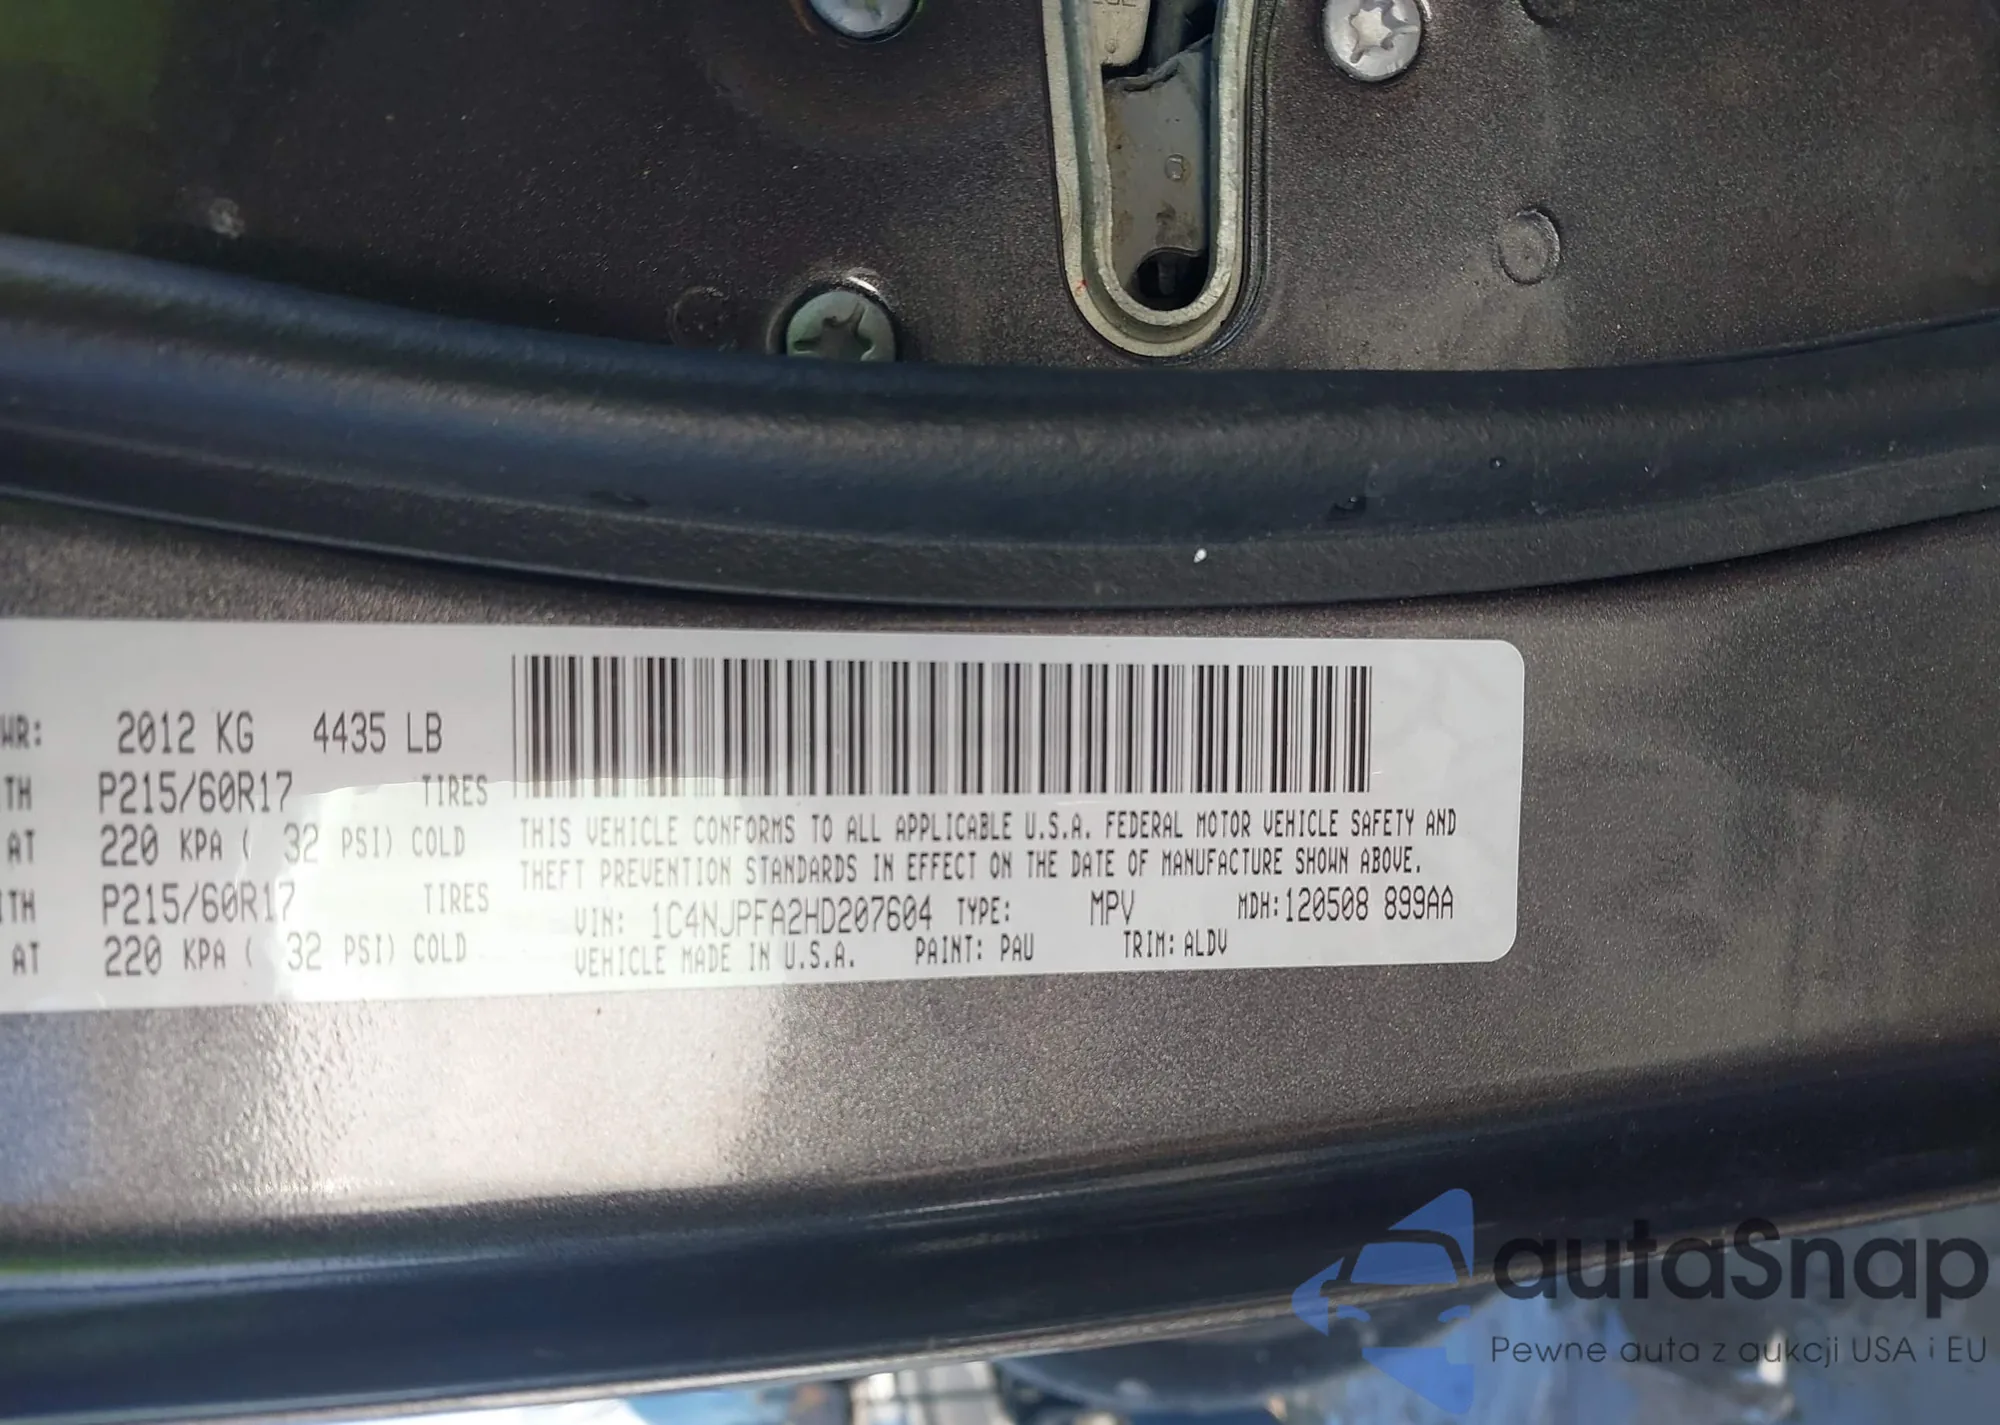 WR: 2012 KG 4435 LB
TH P215/60R17 TIRES
AT 220 KPA ( 32 PSI) COLD
ITH P215/60R17 TIRES
AT 220 KPA ( 32 PSI) COLD
THIS VEHICLE CONFORMS TO ALL APPLICABLE U.S.A. FEDERAL MOTOR VEHICLE SAFETY AND
THEFT PREVENTION STANDARDS IN EFFECT ON THE DATE OF MANUFACTURE SHOWN ABOVE.
VIN: 1C4NJPFA2HD207604 TYPE: MPV MDH:120508 899AA
VEHICLE MADE IN U.S.A. PAINT: PAU TRIM: ALDV
autaSnap
Pewne auta z aukcji USA i EU